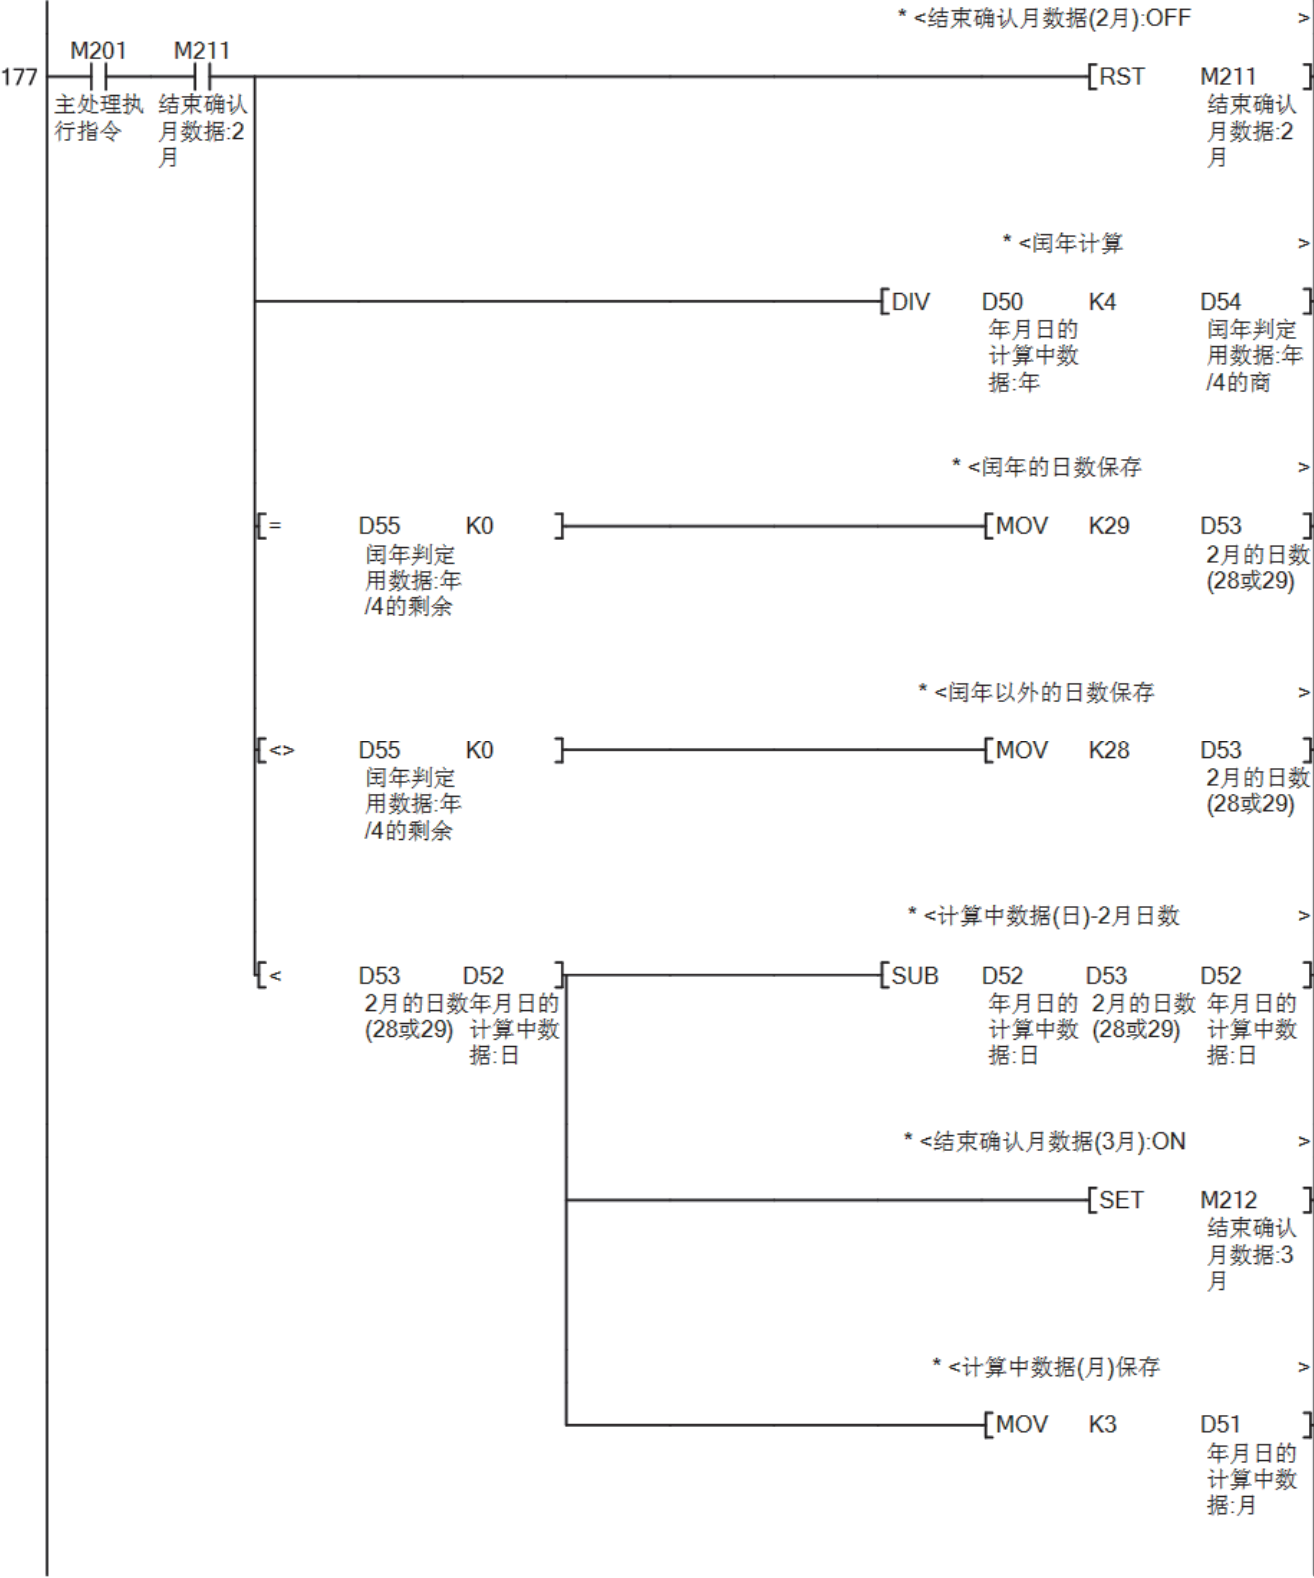 * <结束确认月数据(2月):OFF >
M201 M211
177 [RST M211 ]
主处理执 结束确认 结束确认
行指令 月数据:2 月数据:2
月 月
* <闰年计算 >
[DIV D50 K4 D54 ]
年月日的 闰年判定
计算中数 用数据:年
据:年 /4的商
* <闰年的日数保存 >
[= D55 K0 ] [MOV K29 D53 ]
闰年判定 2月的日数
用数据:年 (28或29)
/4的剩余
* <闰年以外的日数保存 >
[<> D55 K0 ] [MOV K28 D53 ]
闰年判定 2月的日数
用数据:年 (28或29)
/4的剩余
* <计算中数据(日)-2月日数 >
[< D53 D52 ] [SUB D52 D53 D52 ]
2月的日数 年月日的 年月日的 2月的日数 年月日的
(28或29) 计算中数 计算中数 (28或29) 计算中数
据:日 据:日 据:日
* <结束确认月数据(3月):ON >
[SET M212 ]
结束确认
月数据:3
月
* <计算中数据(月)保存 >
[MOV K3 D51 ]
年月日的
计算中数
据:月